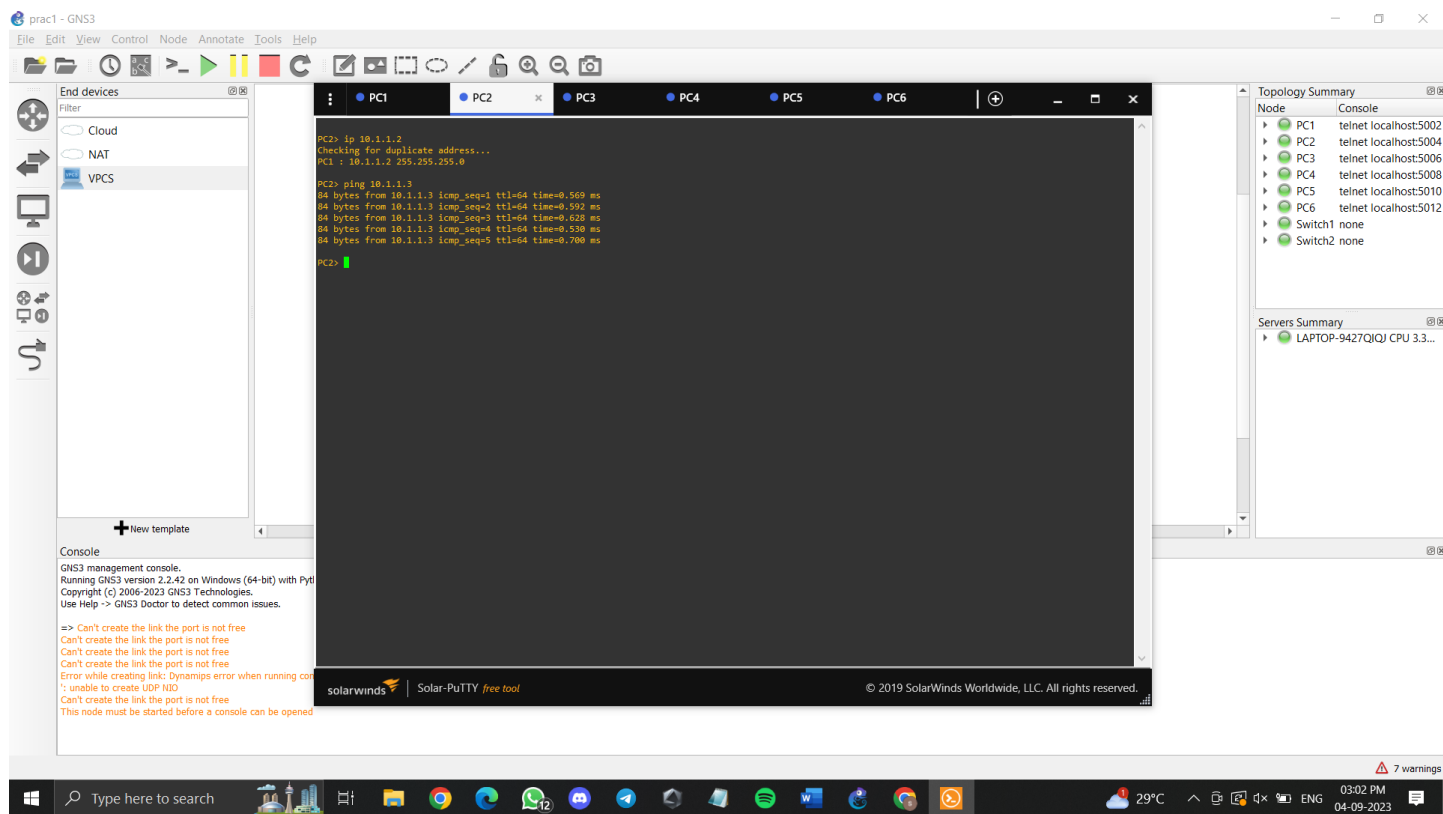 prac1 - GNS3
File Edit View Control Node Annotate Tools Help
End devices
Filter
Cloud
NAT
VPCS
New template
PC1
PC2
PC3
PC4
PC5
PC6
PC2> ip 10.1.1.2
Checking for duplicate address...
PC1 : 10.1.1.2 255.255.255.0
PC2> ping 10.1.1.3
84 bytes from 10.1.1.3 icmp_seq=1 ttl=64 time=0.569 ms
84 bytes from 10.1.1.3 icmp_seq=2 ttl=64 time=0.592 ms
84 bytes from 10.1.1.3 icmp_seq=3 ttl=64 time=0.628 ms
84 bytes from 10.1.1.3 icmp_seq=4 ttl=64 time=0.530 ms
84 bytes from 10.1.1.3 icmp_seq=5 ttl=64 time=0.700 ms
PC2>
solarwinds Solar-PuTTY free tool © 2019 SolarWinds Worldwide, LLC. All rights reserved.
Topology Summary
Node Console
PC1 telnet localhost:5002
PC2 telnet localhost:5004
PC3 telnet localhost:5006
PC4 telnet localhost:5008
PC5 telnet localhost:5010
PC6 telnet localhost:5012
Switch1 none
Switch2 none
Servers Summary
LAPTOP-9427QIQJ CPU 3.3...
Console
GNS3 management console.
Running GNS3 version 2.2.42 on Windows (64-bit) with Pyt
Copyright (c) 2006-2023 GNS3 Technologies.
Use Help -> GNS3 Doctor to detect common issues.
=> Can't create the link the port is not free
Can't create the link the port is not free
Can't create the link the port is not free
Can't create the link the port is not free
Error while creating link: Dynamips error when running con
': unable to create UDP NIO
Can't create the link the port is not free
This node must be started before a console can be opened
7 warnings
Type here to search
12
1
29°C
ENG
03:02 PM
04-09-2023